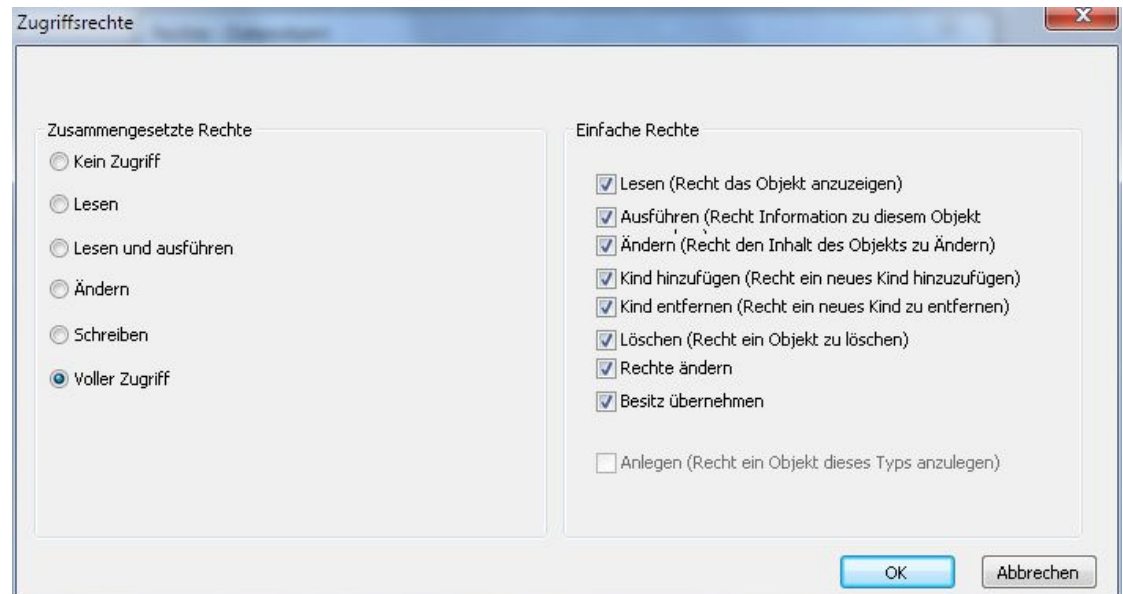 Zugriffsrechte
Zusammengesetzte Rechte
Kein Zugriff
Lesen
Lesen und ausführen
Ändern
Schreiben
Voller Zugriff
Einfache Rechte
Lesen (Recht das Objekt anzuzeigen)
Ausführen (Recht Information zu diesem Objekt
Ändern (Recht den Inhalt des Objekts zu Ändern)
Kind hinzufügen (Recht ein neues Kind hinzuzufügen)
Kind entfernen (Recht ein neues Kind zu entfernen)
Löschen (Recht ein Objekt zu löschen)
Rechte ändern
Besitz übernehmen
Anlegen (Recht ein Objekt dieses Typs anzulegen)
OK
Abbrechen